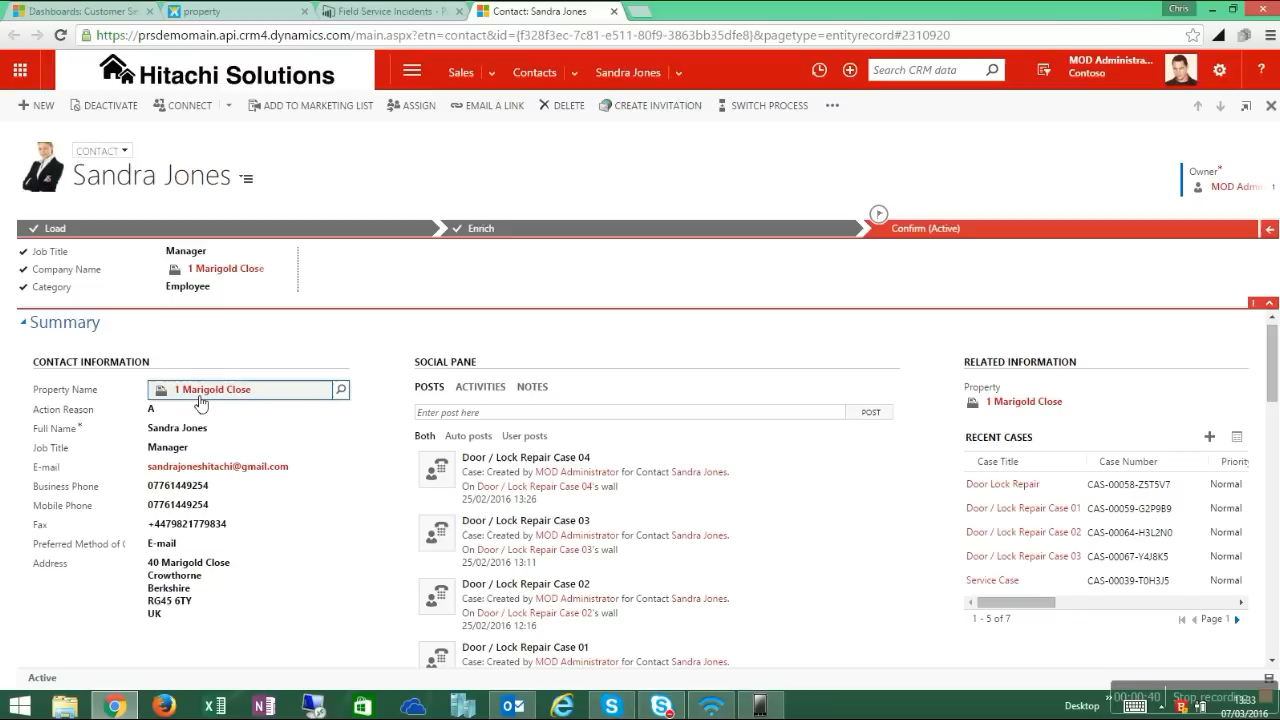 Dashboards: Customer Se
property
Field Service Incidents - P
Contact: Sandra Jones
Chris
https://prsdemomain.api.crm4.dynamics.com/main.aspx?etn=contact&id={f328f3ec-7c81-e511-80f9-3863bb35dfe8}&pagetype=entityrecord#2310920
Hitachi Solutions
Sales
Contacts
Sandra Jones
Search CRM data
MOD Administra...
Contoso
?
NEW
DEACTIVATE
CONNECT
ADD TO MARKETING LIST
ASSIGN
EMAIL A LINK
DELETE
CREATE INVITATION
SWITCH PROCESS
CONTACT
Sandra Jones
Owner*
MOD Admin
Load
Enrich
Confirm (Active)
Job Title Manager
Company Name 1 Marigold Close
Category Employee
Summary
CONTACT INFORMATION
Property Name 1 Marigold Close
Action Reason A
Full Name* Sandra Jones
Job Title Manager
E-mail sandrajoneshitachi@gmail.com
Business Phone 07761449254
Mobile Phone 07761449254
Fax +4479821779834
Preferred Method of C E-mail
Address 40 Marigold Close
Crowthorne
Berkshire
RG45 6TY
UK
SOCIAL PANE
POSTS ACTIVITIES NOTES
Enter post here POST
Both Auto posts User posts
Door / Lock Repair Case 04
Case: Created by MOD Administrator for Contact Sandra Jones.
On Door / Lock Repair Case 04's wall
25/02/2016 13:26
Door / Lock Repair Case 03
Case: Created by MOD Administrator for Contact Sandra Jones.
On Door / Lock Repair Case 03's wall
25/02/2016 13:11
Door / Lock Repair Case 02
Case: Created by MOD Administrator for Contact Sandra Jones.
On Door / Lock Repair Case 02's wall
25/02/2016 12:16
Door / Lock Repair Case 01
Case: Created by MOD Administrator for Contact Sandra Jones.
RELATED INFORMATION
Property
1 Marigold Close
RECENT CASES
Case Title Case Number Priority
Door Lock Repair CAS-00058-Z5T5V7 Normal
Door / Lock Repair Case 01 CAS-00059-G2P9B9 Normal
Door / Lock Repair Case 02 CAS-00064-H3L2N0 Normal
Door / Lock Repair Case 03 CAS-00067-Y4J8K5 Normal
Service Case CAS-00039-T0H3J5 Normal
1 - 5 of 7
Page 1
Active
Desktop
00:00:40
Stop recording
13:33
07/03/2016